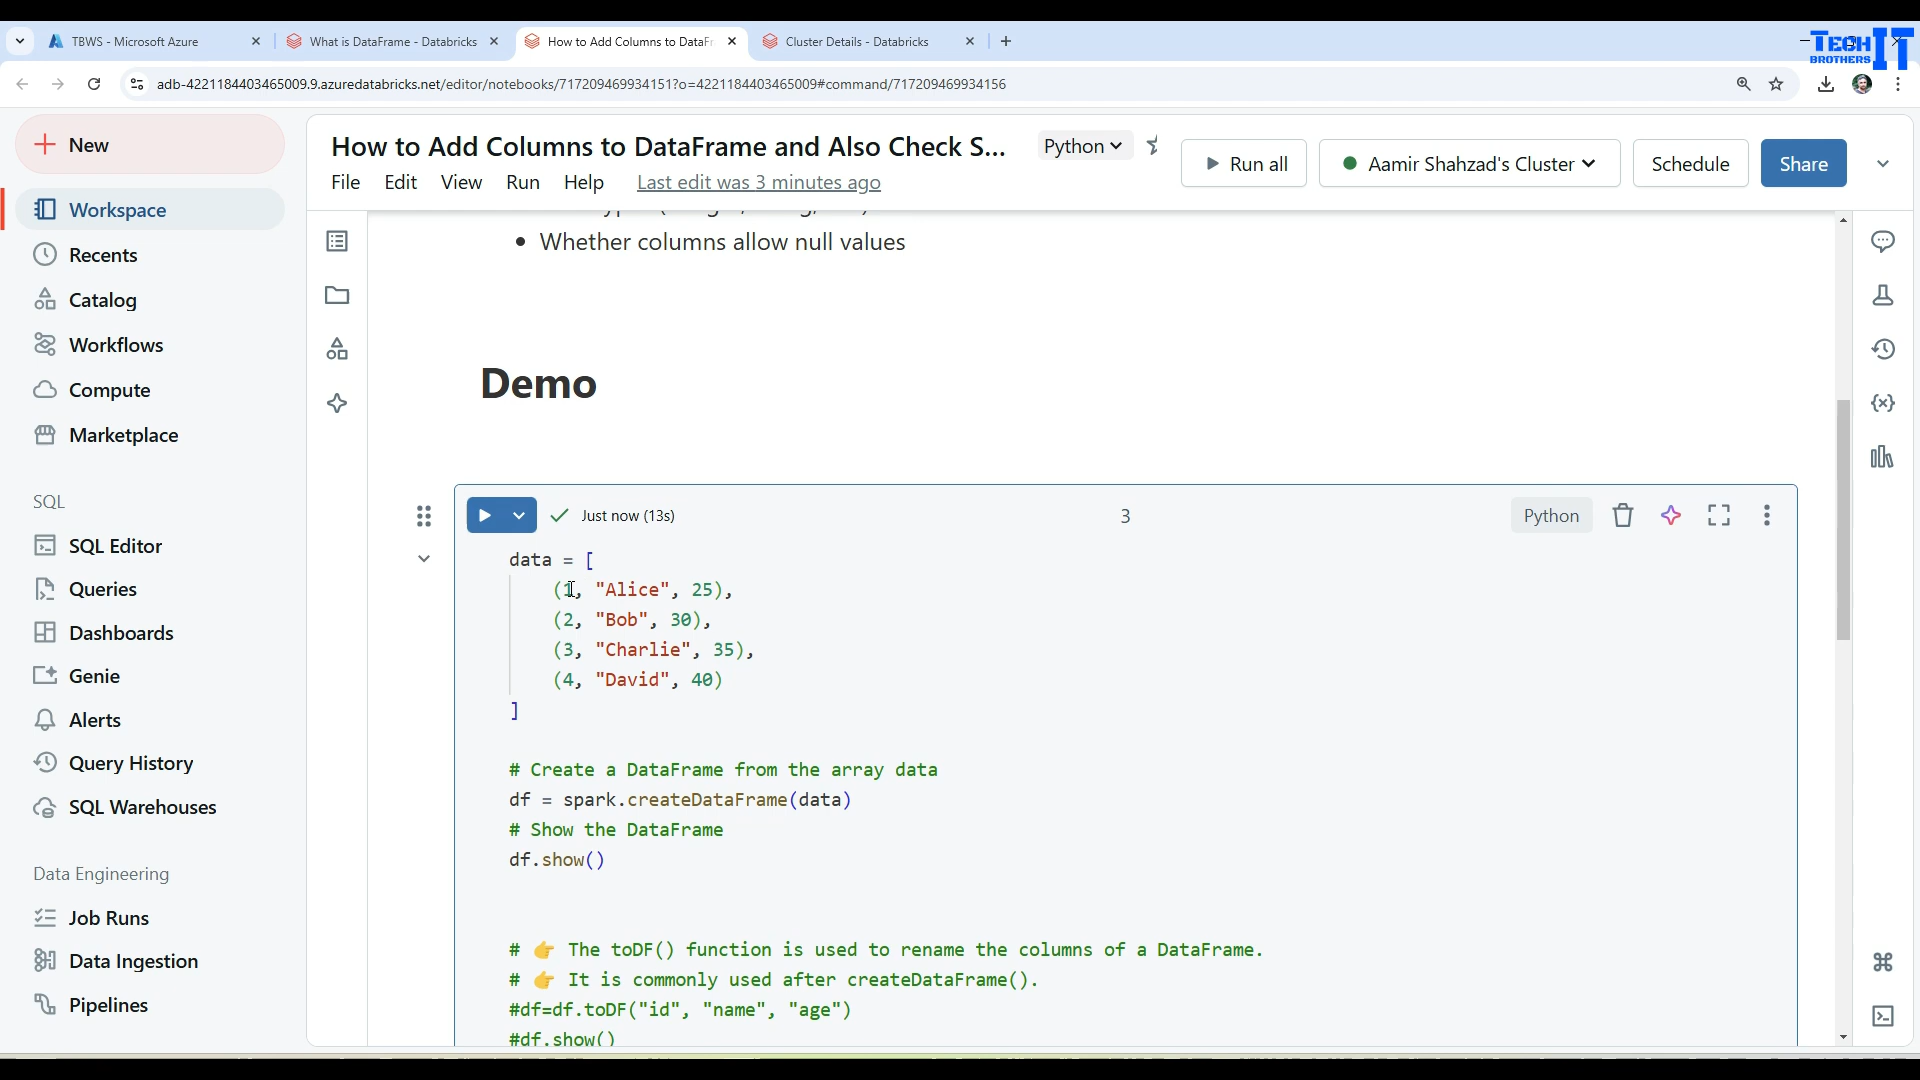 TBWS - Microsoft Azure
What is DataFrame - Databricks
How to Add Columns to DataF
Cluster Details - Databricks
TECH IT
BROTHERS
adb-4221184403465009.9.azuredatabricks.net/editor/notebooks/717209469934151?o=4221184403465009#command/717209469934156
New
Workspace
Recents
Catalog
Workflows
Compute
Marketplace
SQL
SQL Editor
Queries
Dashboards
Genie
Alerts
Query History
SQL Warehouses
Data Engineering
Job Runs
Data Ingestion
Pipelines
How to Add Columns to DataFrame and Also Check S...
Python
Run all
Aamir Shahzad's Cluster
Schedule
Share
File Edit View Run Help Last edit was 3 minutes ago
• Whether columns allow null values
Demo
Just now (13s)
3
Python
data = [
(1, "Alice", 25),
(2, "Bob", 30),
(3, "Charlie", 35),
(4, "David", 40)
]
# Create a DataFrame from the array data
df = spark.createDataFrame(data)
# Show the DataFrame
df.show()
# 👉 The toDF() function is used to rename the columns of a DataFrame.
# 👉 It is commonly used after createDataFrame().
#df=df.toDF("id", "name", "age")
#df.show()